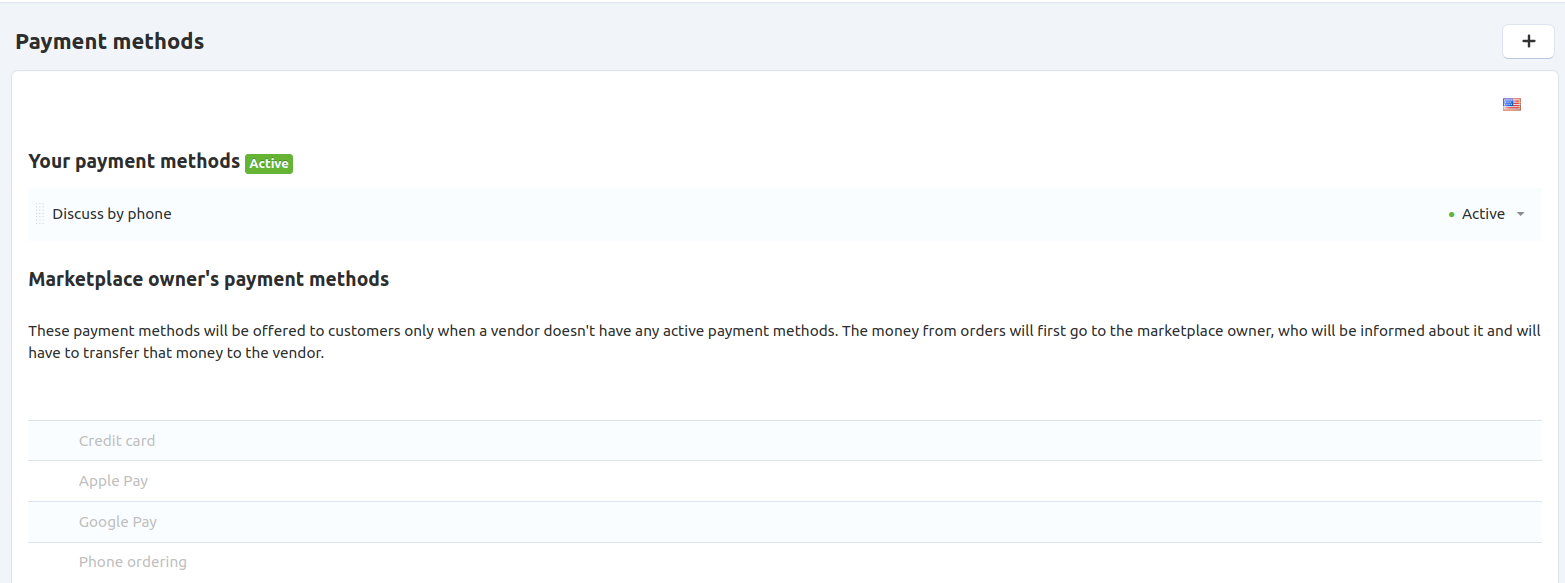 Payment methods
+
Your payment methods Active
Discuss by phone Active
Marketplace owner's payment methods
These payment methods will be offered to customers only when a vendor doesn't have any active payment methods. The money from orders will first go to the marketplace owner, who will be informed about it and will
have to transfer that money to the vendor.
Credit card
Apple Pay
Google Pay
Phone ordering